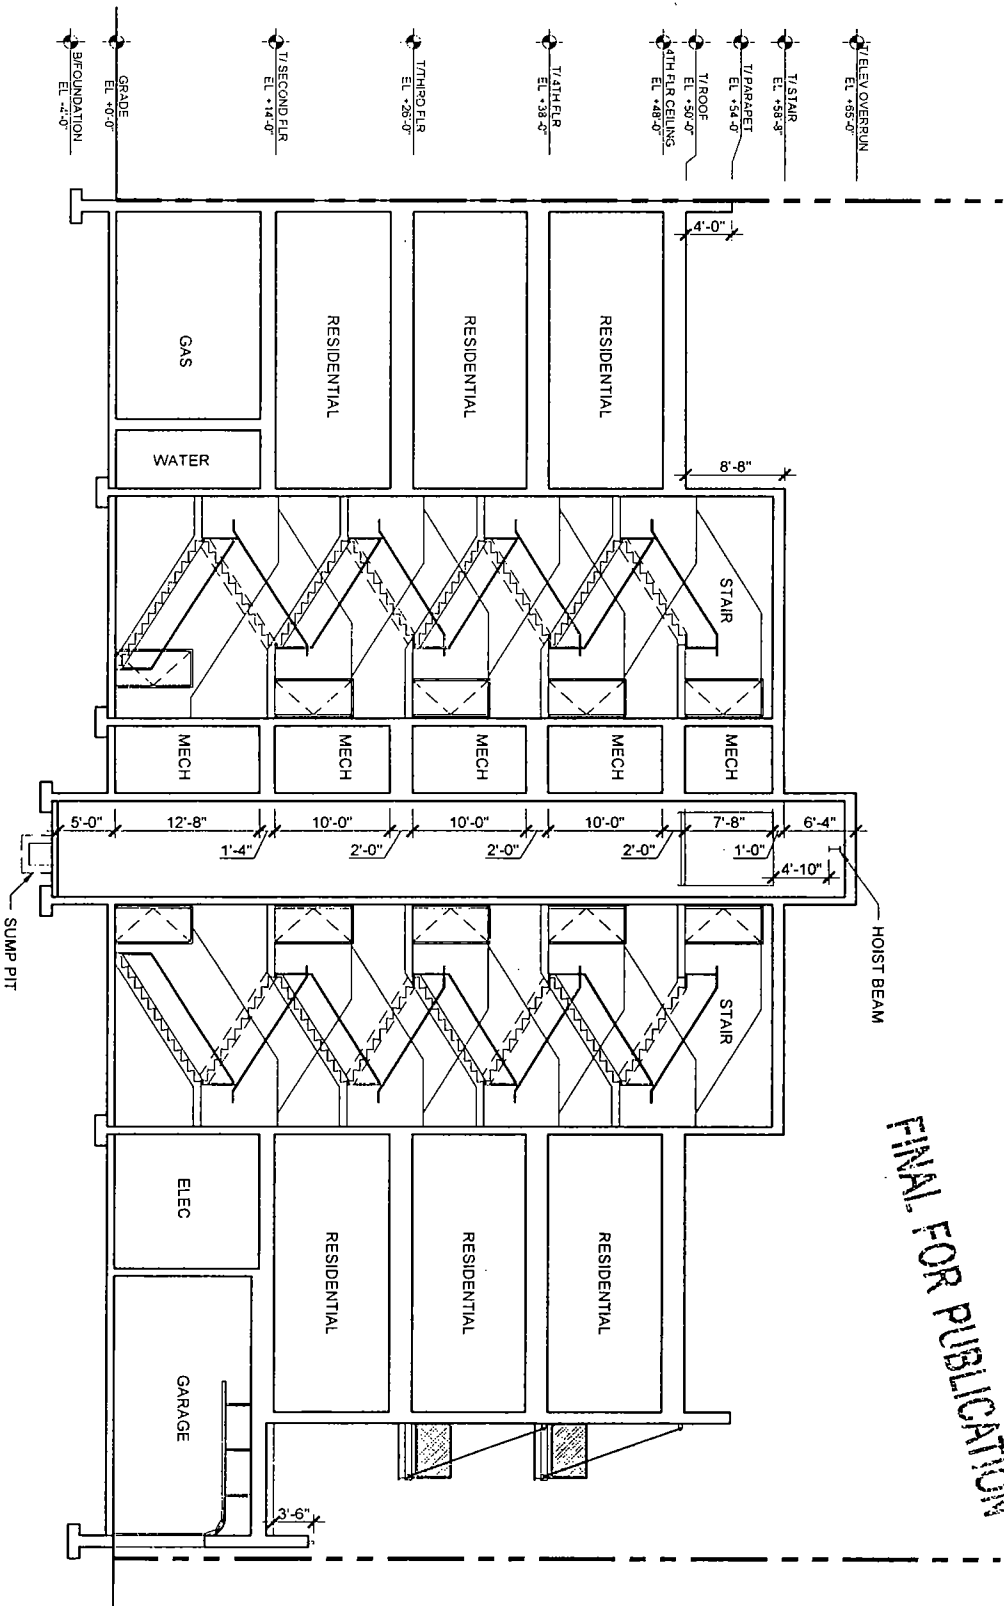 T/ ELEV OVERRUN
EL +65'-0"
T/ STAIR
EL +58'-8"
T/ PARAPET
EL +54'-0"
T/ ROOF
EL +50'-0"
4TH FLR CEILING
EL +48'-0"
T/ 4TH FLR
EL +38'-0"
T/THIRD FLR
EL +26'-0"
T/ SECOND FLR
EL +14'-0"
GRADE
EL +0'-0"
B/FOUNDATION
EL -4'-0"
4'-0"
GAS
RESIDENTIAL
RESIDENTIAL
RESIDENTIAL
WATER
8'-8"
STAIR
MECH
MECH
MECH
MECH
MECH
5'-0"
12'-8"
10'-0"
10'-0"
10'-0"
7'-8"
6'-4"
1'-4"
2'-0"
2'-0"
2'-0"
1'-0"
4'-10"
HOIST BEAM
SUMP PIT
STAIR
ELEC
RESIDENTIAL
RESIDENTIAL
RESIDENTIAL
GARAGE
3'-6"
FINAL FOR PUBLICATION